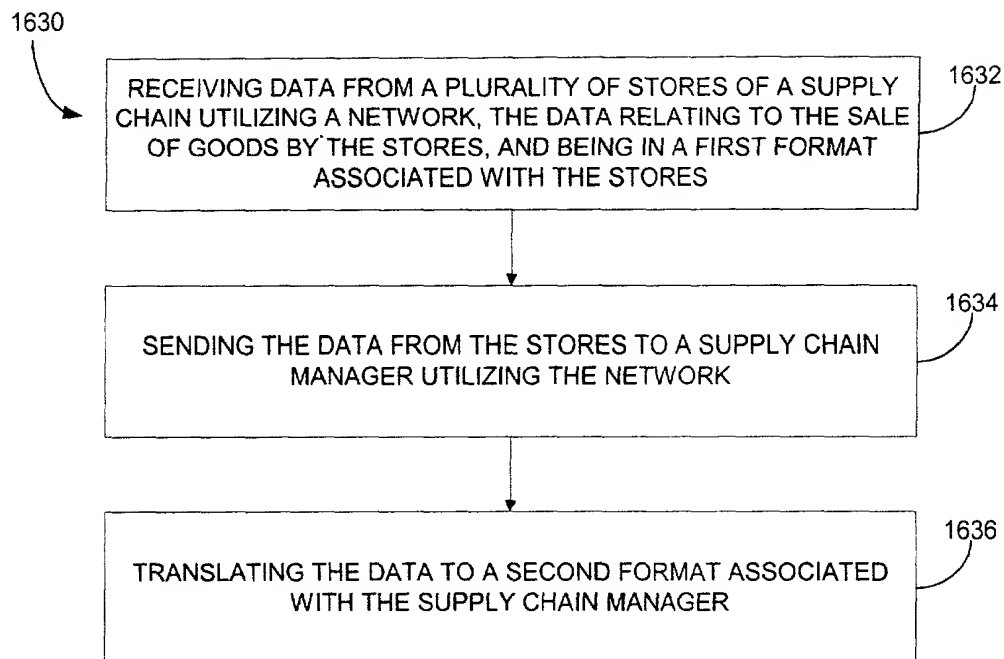 1630
RECEIVING DATA FROM A PLURALITY OF STORES OF A SUPPLY
CHAIN UTILIZING A NETWORK, THE DATA RELATING TO THE SALE
OF GOODS BY THE STORES, AND BEING IN A FIRST FORMAT
ASSOCIATED WITH THE STORES
1632
SENDING THE DATA FROM THE STORES TO A SUPPLY CHAIN
MANAGER UTILIZING THE NETWORK
1634
TRANSLATING THE DATA TO A SECOND FORMAT ASSOCIATED
WITH THE SUPPLY CHAIN MANAGER
1636